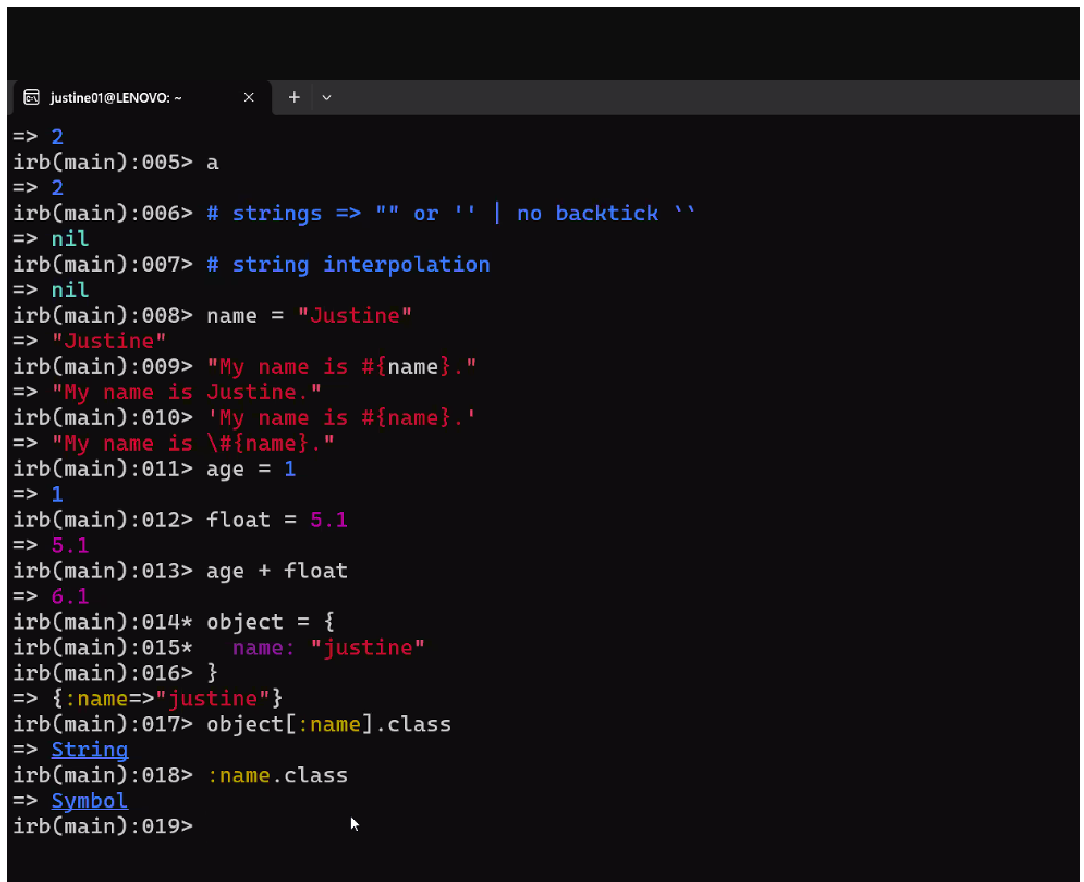 justine01@LENOVO: ~
=> 2
irb(main):005> a
=> 2
irb(main):006> # strings => "" or '' | no backtick ``
=> nil
irb(main):007> # string interpolation
=> nil
irb(main):008> name = "Justine"
=> "Justine"
irb(main):009> "My name is #{name}."
=> "My name is Justine."
irb(main):010> 'My name is #{name}.'
=> "My name is \#{name}."
irb(main):011> age = 1
=> 1
irb(main):012> float = 5.1
=> 5.1
irb(main):013> age + float
=> 6.1
irb(main):014* object = {
irb(main):015*   name: "justine"
irb(main):016> }
=> {:name=>"justine"}
irb(main):017> object[:name].class
=> String
irb(main):018> :name.class
=> Symbol
irb(main):019>